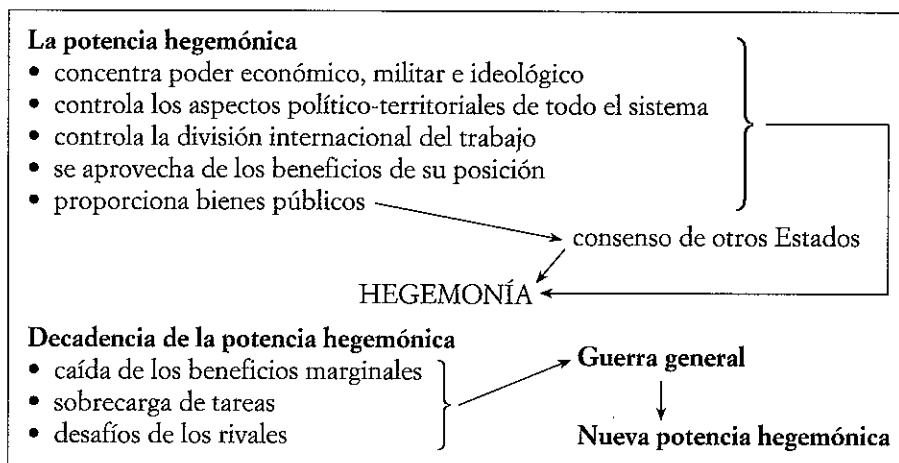 La potencia hegemónica
• concentra poder económico, militar e ideológico
• controla los aspectos político-territoriales de todo el sistema
• controla la división internacional del trabajo
• se aprovecha de los beneficios de su posición
• proporciona bienes públicos
consenso de otros Estados
HEGEMONÍA
Decadencia de la potencia hegemónica
• caída de los beneficios marginales
• sobrecarga de tareas
• desafíos de los rivales
Guerra general
Nueva potencia hegemónica